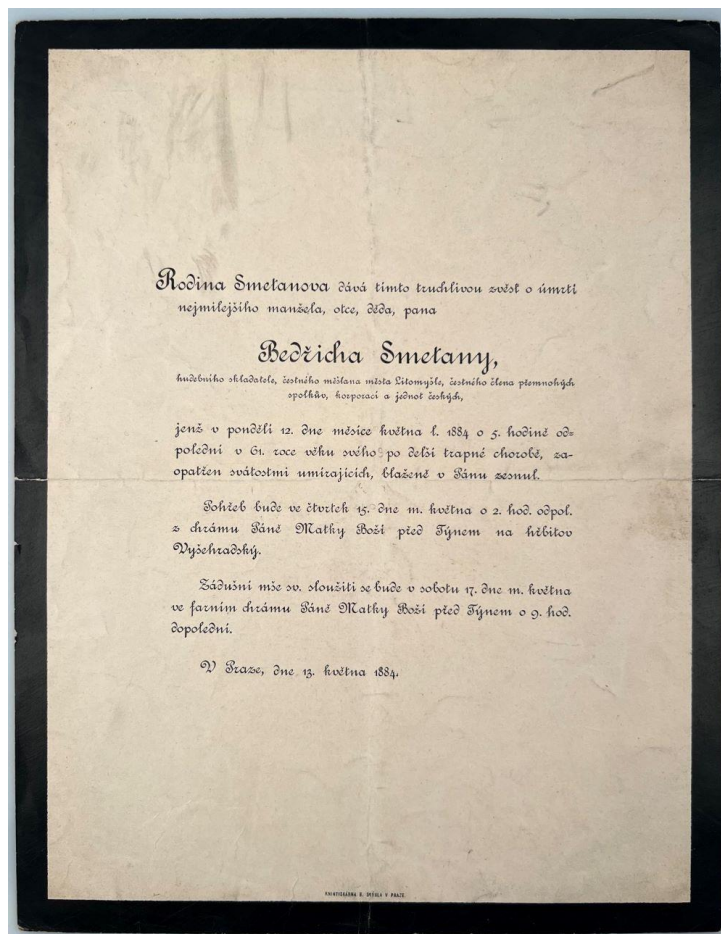 Rodina Smetanova dává tímto truchlivou zvěst o úmrtí
nejmilejšího manžela, otce, děda, pana
Bedřicha Smetany,
hudebního skladatele, čestného měšťana města Litomyšle, čestného člena přemnohých
spolkův, korporací a jednot českých,
jenž v pondělí 12. dne měsíce května l. 1884 o 5. hodině od=
polední v 61. roce věku svého po delší trapné chorobě, za-
opatřen svátostmi umírajících, blaženě v Pánu zesnul.
Pohřeb bude ve čtvrtek 15. dne m. května o 2. hod. odpol.
z chrámu Páně Matky Boží před Týnem na hřbitov
Vyšehradský.
Zádušní mše sv. sloužiti se bude v sobotu 17. dne m. května
ve farním chrámu Páně Matky Boží před Týnem o 9. hod.
dopolední.
V Praze, dne 13. května 1884.
KNIHTISKÁRNA B. STÝBLA V PRAZE